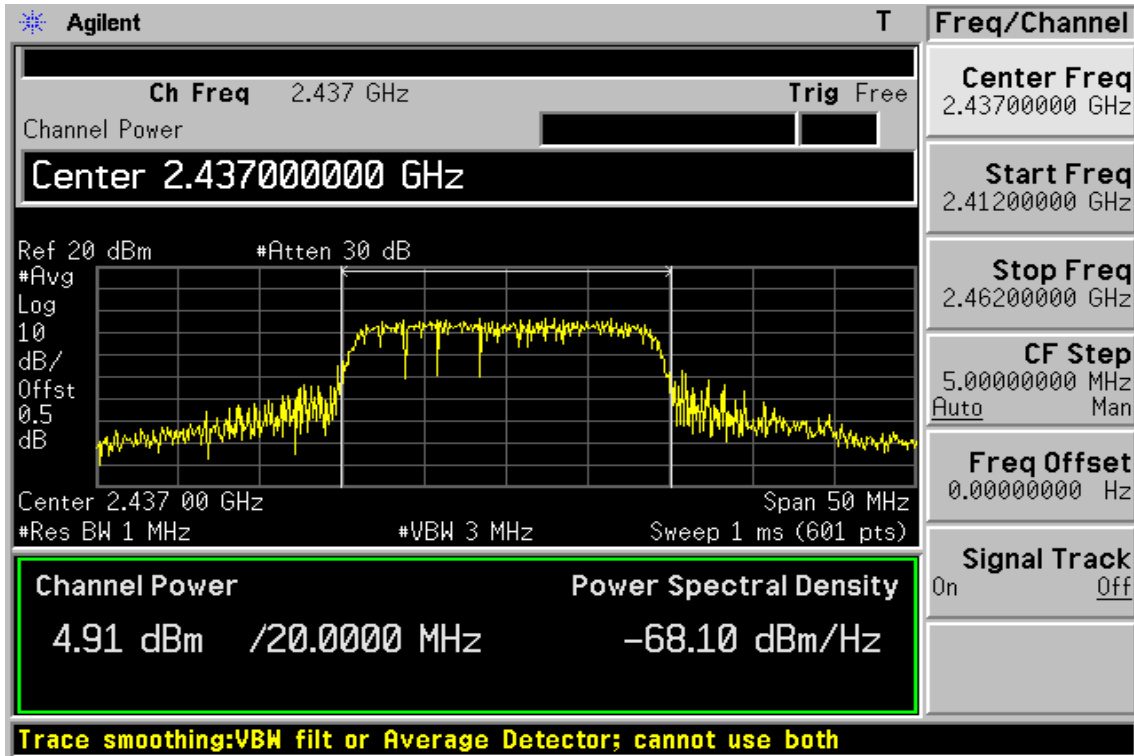 Agilent T
Ch Freq 2.437 GHz Trig Free
Channel Power
Center 2.437000000 GHz
Ref 20 dBm #Atten 30 dB
#Avg
Log
10
dB/
Offst
0.5
dB
Center 2.437 00 GHz Span 50 MHz
#Res BW 1 MHz #VBW 3 MHz Sweep 1 ms (601 pts)
Channel Power Power Spectral Density
4.91 dBm /20.0000 MHz -68.10 dBm/Hz
Trace smoothing:VBW filt or Average Detector; cannot use both
Freq/Channel
Center Freq
2.43700000 GHz
Start Freq
2.41200000 GHz
Stop Freq
2.46200000 GHz
CF Step
5.00000000 MHz
Auto Man
Freq Offset
0.00000000 Hz
Signal Track
On Off